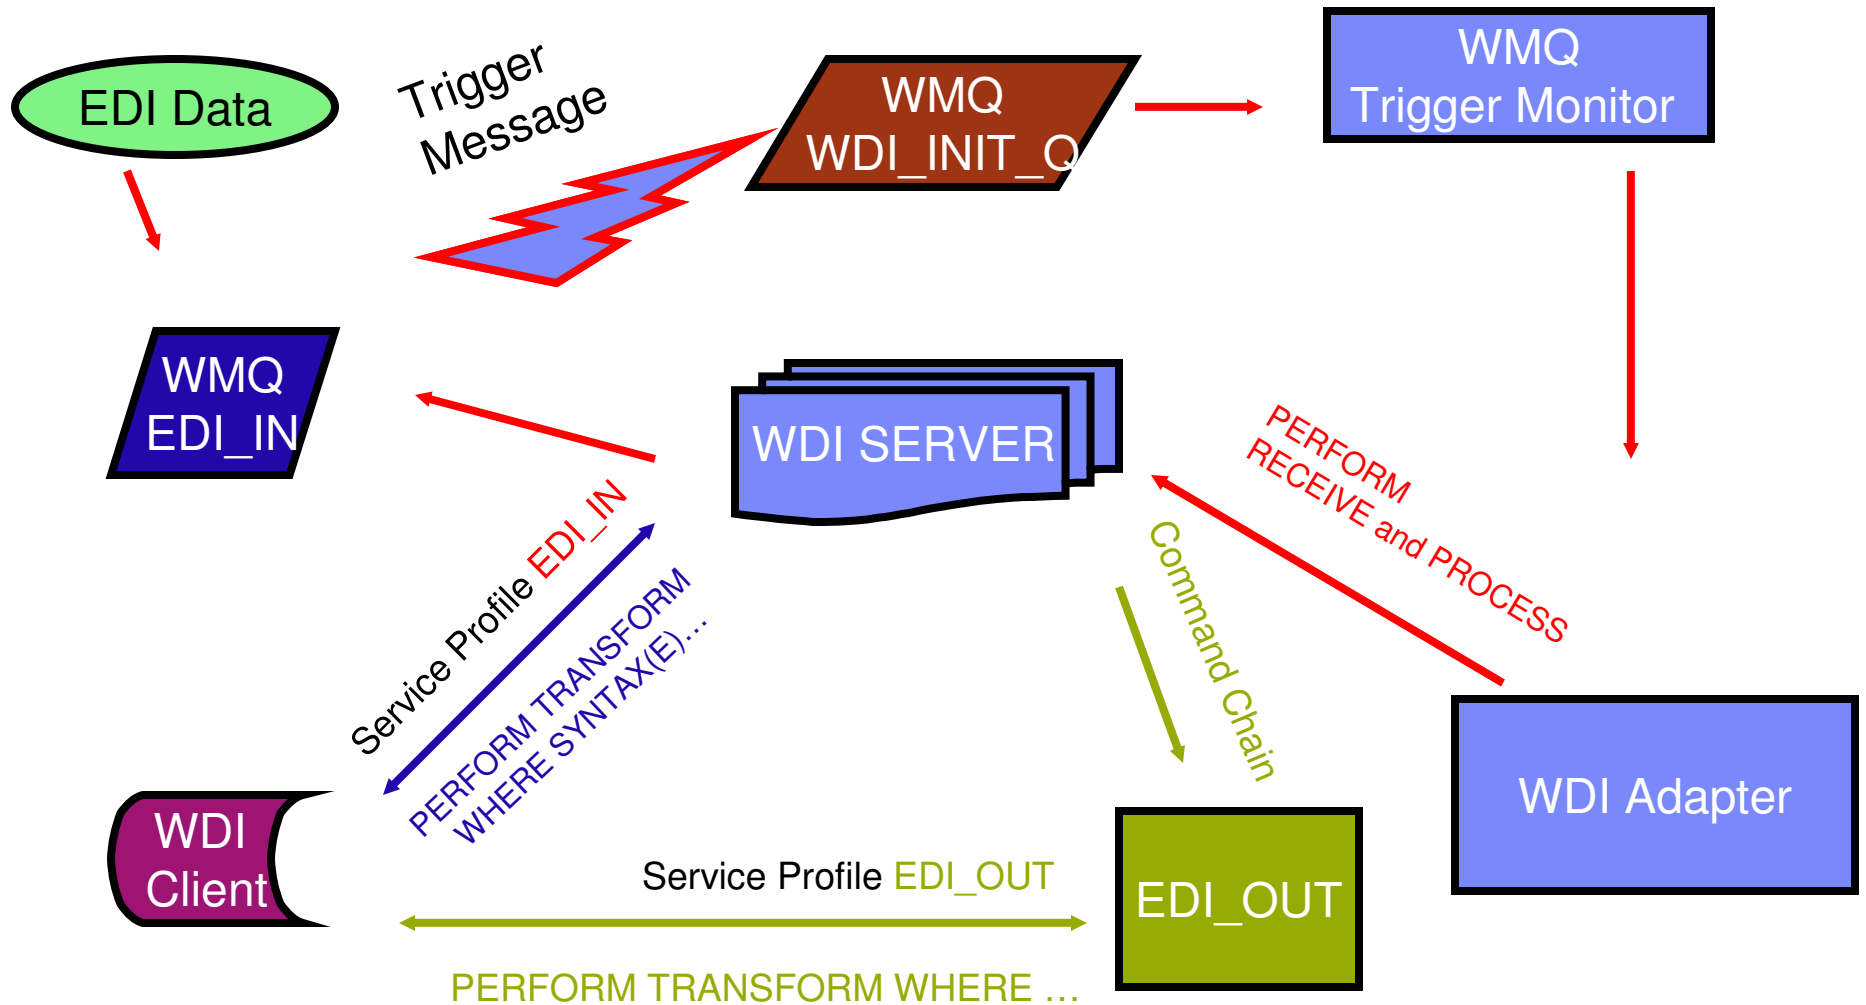 EDI Data
Trigger
Message
WMQ
WDI_INIT_Q
WMQ
Trigger Monitor
WMQ
EDI_IN
WDI SERVER
PERFORM
RECEIVE and PROCESS
Service Profile EDI_IN
PERFORM TRANSFORM
WHERE SYNTAX(E)...
Command Chain
WDI Adapter
WDI
Client
Service Profile EDI_OUT
EDI_OUT
PERFORM TRANSFORM WHERE ...